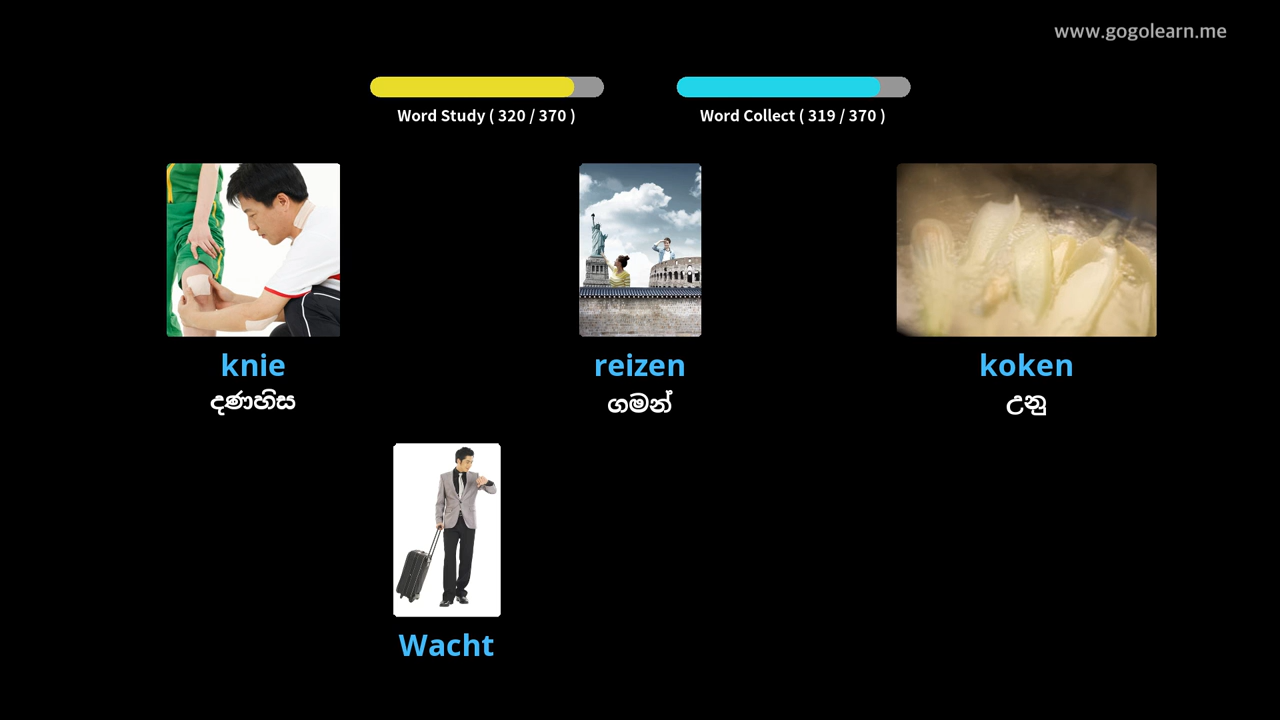 www.gogolearn.me
Word Study ( 320 / 370 )
Word Collect ( 319 / 370 )
knie
reizen
koken
දණහිස
ගමන්
උනු
Wacht